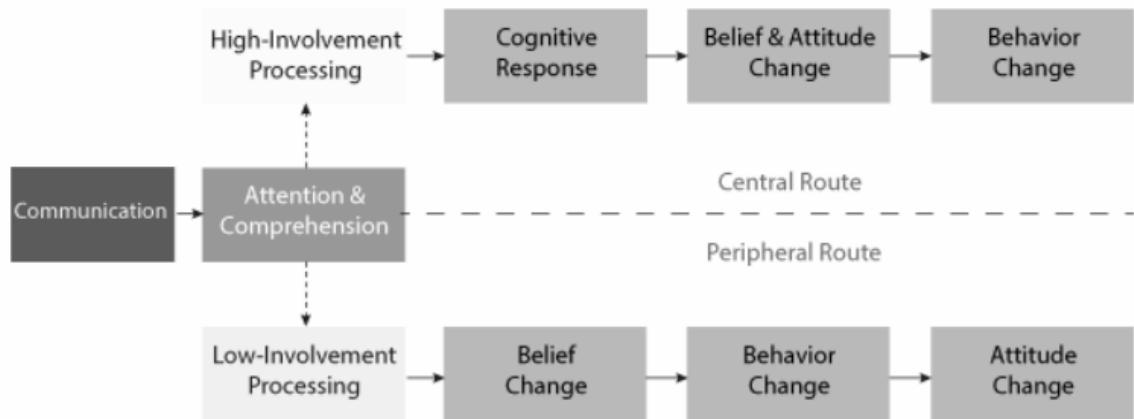 High-Involvement
Processing
Cognitive
Response
Belief & Attitude
Change
Behavior
Change
Communication
Attention &
Comprehension
Central Route
Peripheral Route
Low-Involvement
Processing
Belief
Change
Behavior
Change
Attitude
Change